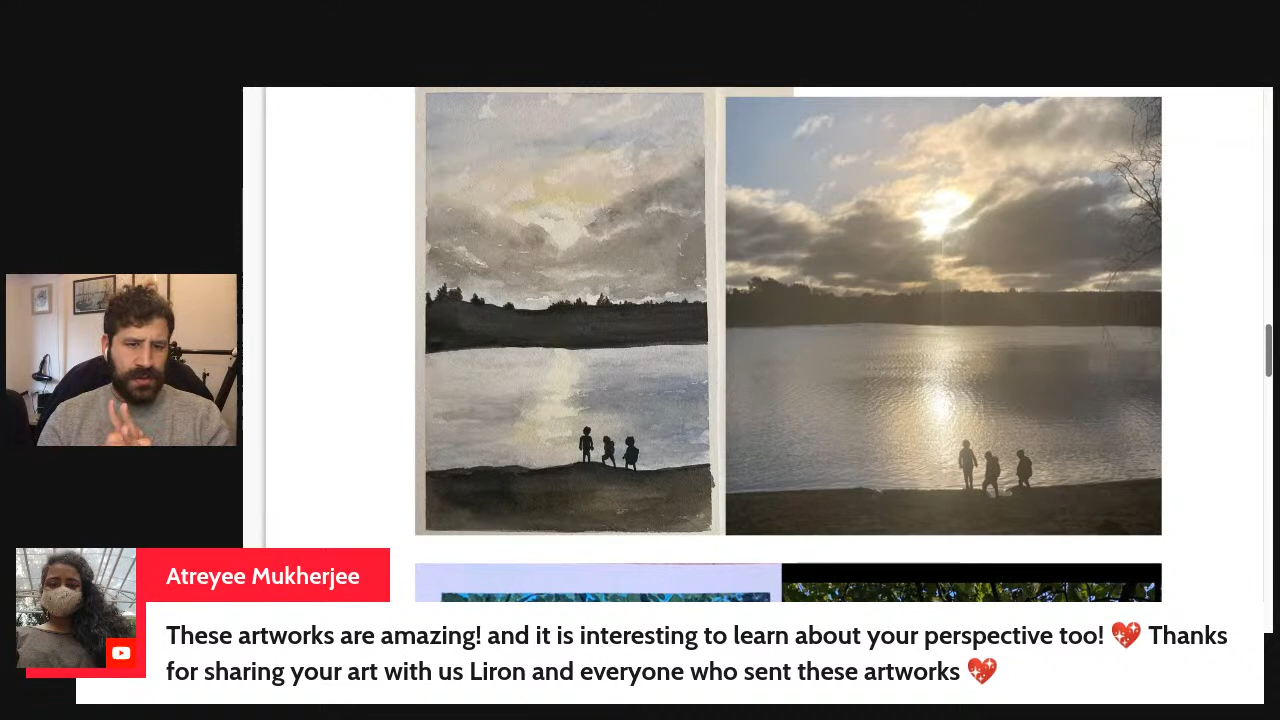 Atreyee Mukherjee
These artworks are amazing! and it is interesting to learn about your perspective too! 💖 Thanks
for sharing your art with us Liron and everyone who sent these artworks 💖